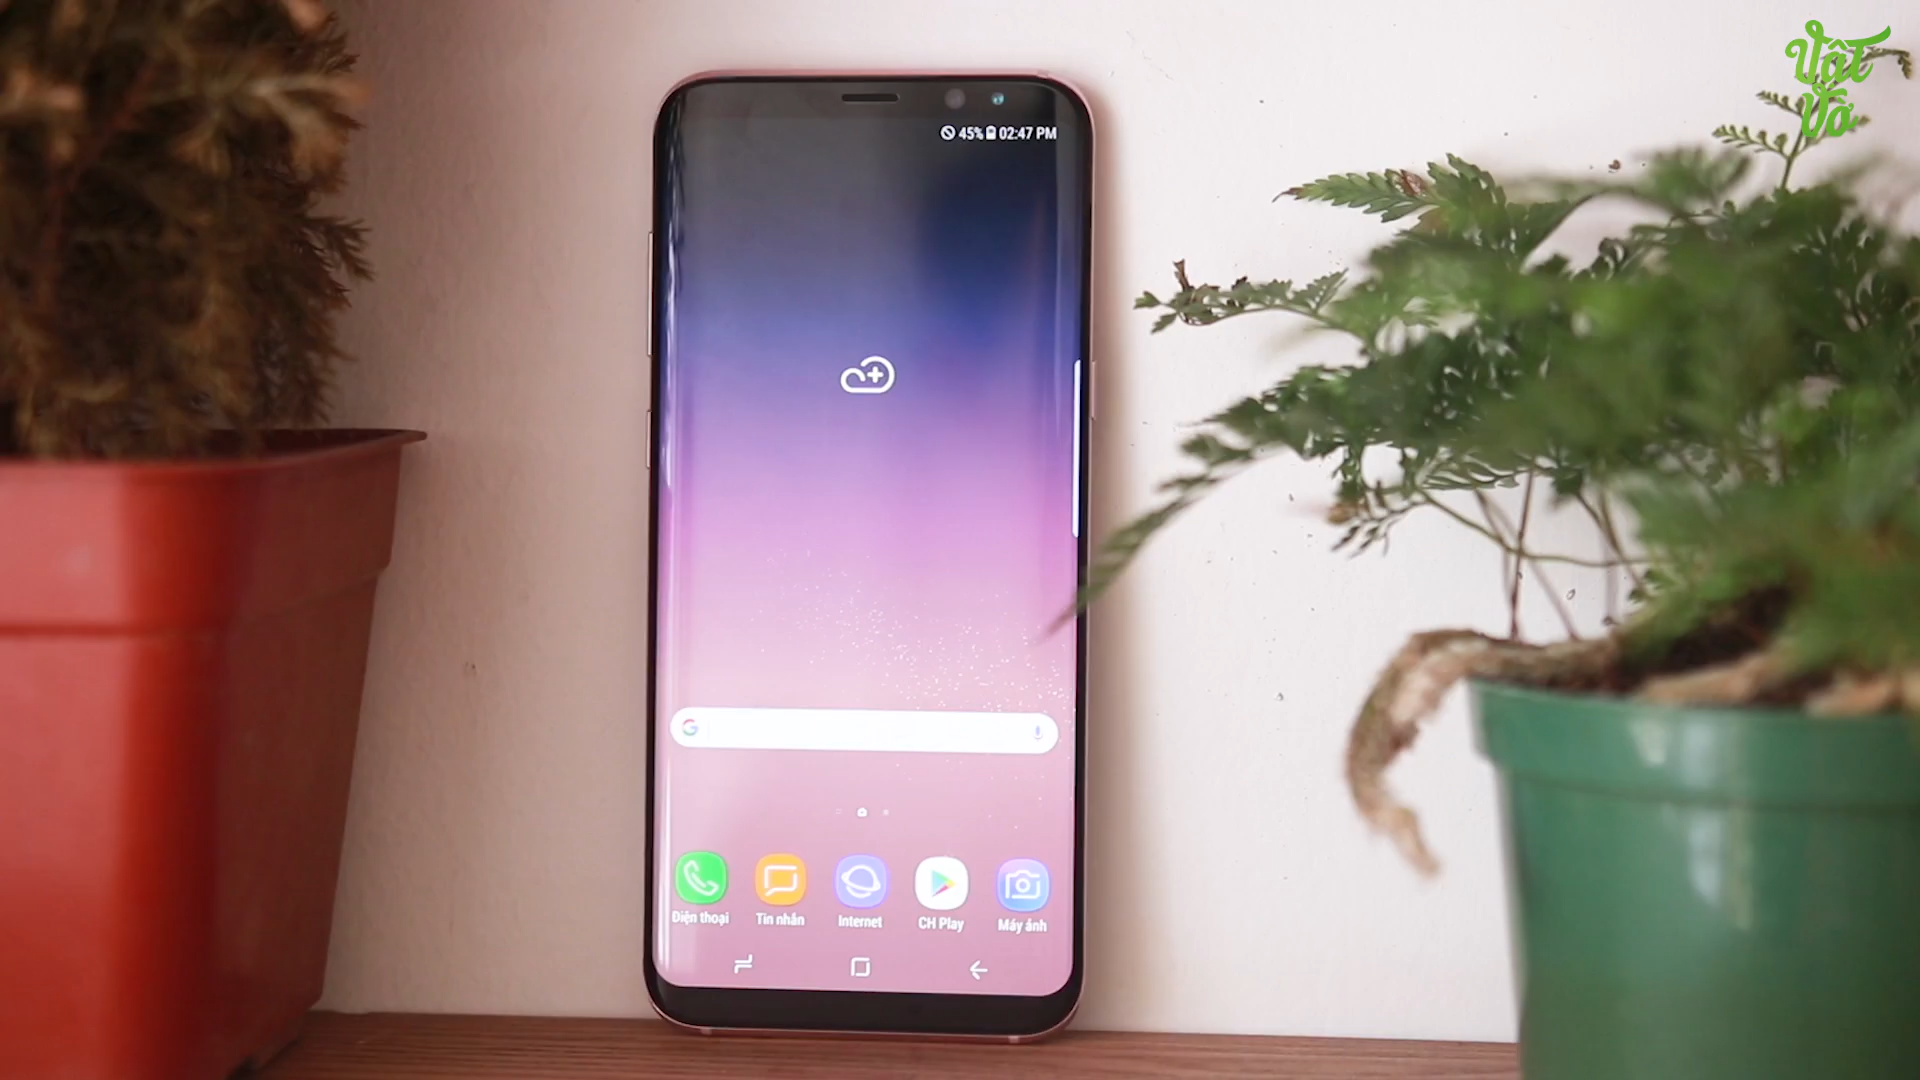 Vật
Vờ
45% 02:47 PM
Điện thoại
Tin nhắn
Internet
CH Play
Máy ảnh